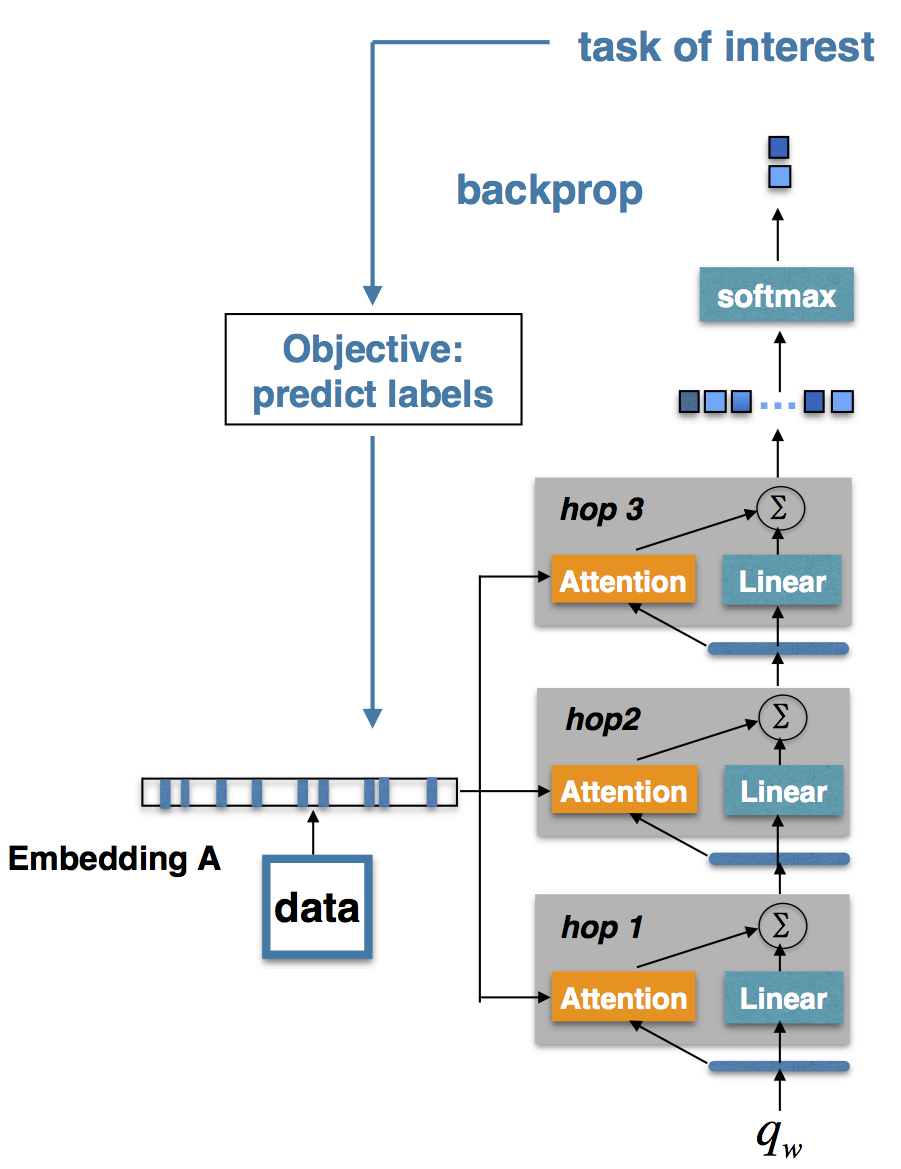 task of interest
backprop
softmax
Objective:
predict labels
...
hop 3
Σ
Attention
Linear
hop2
Σ
Attention
Linear
Embedding A
data
hop 1
Σ
Attention
Linear
q_w